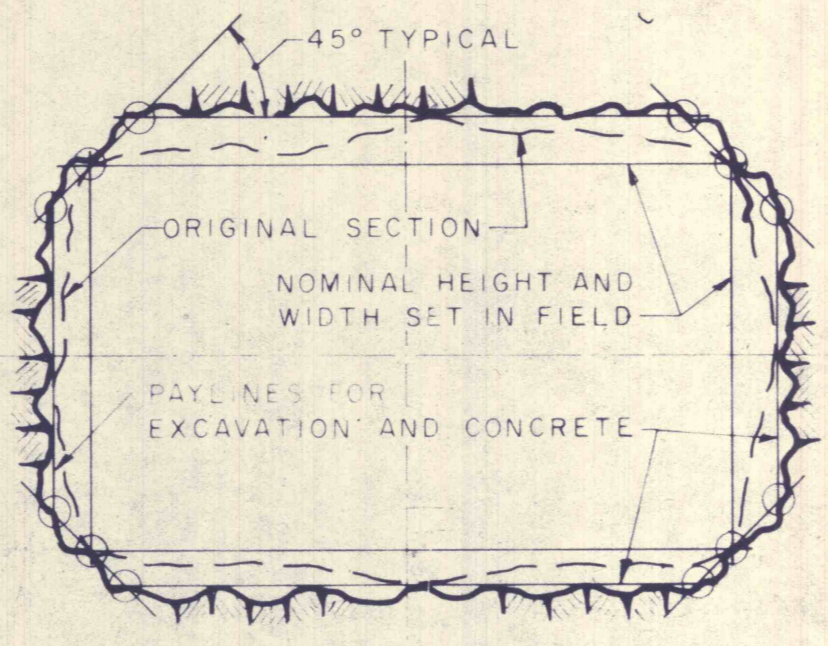 45° TYPICAL
ORIGINAL SECTION
NOMINAL HEIGHT AND
WIDTH SET IN FIELD
PAYLINES FOR
EXCAVATION AND CONCRETE